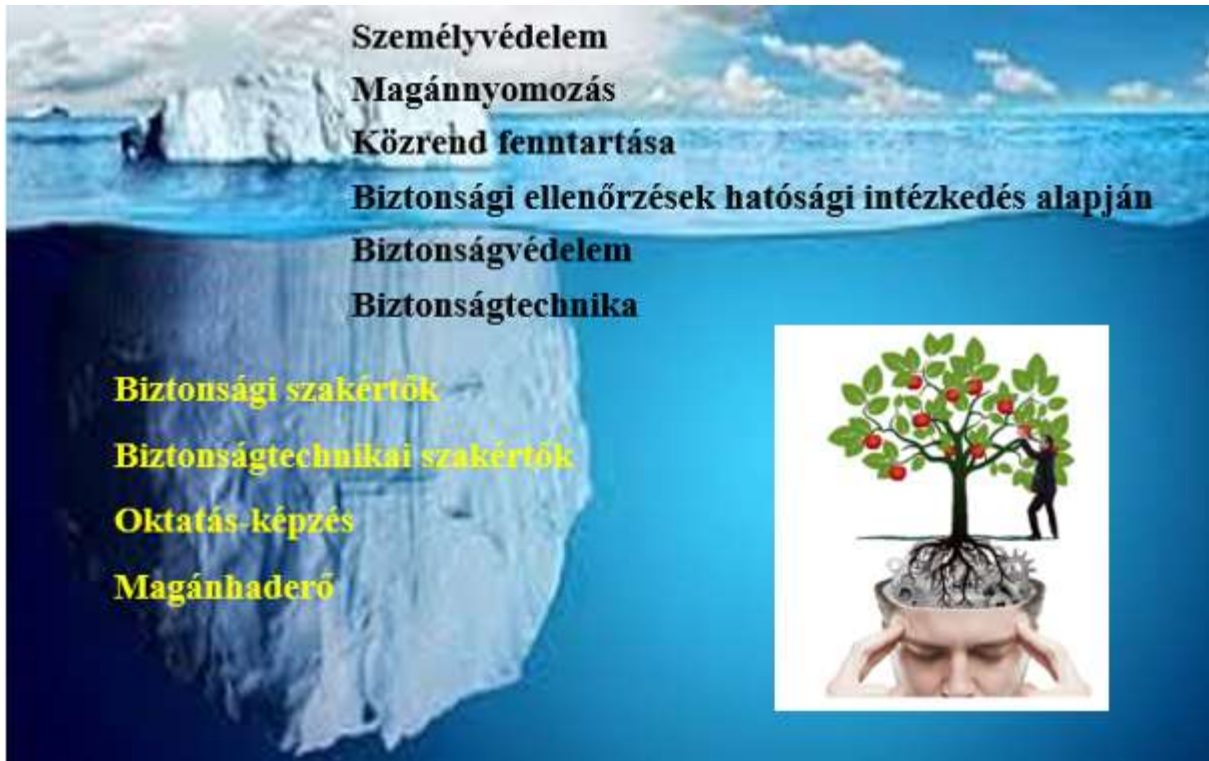 Személyvédelem
Magánnyomozás
Közrend fenntartása
Biztonsági ellenőrzések hatósági intézkedés alapján
Biztonságvédelem
Biztonságtechnika
Biztonsági szakértők
Biztonságtechnikai szakértők
Oktatás-képzés
Magánhaderő